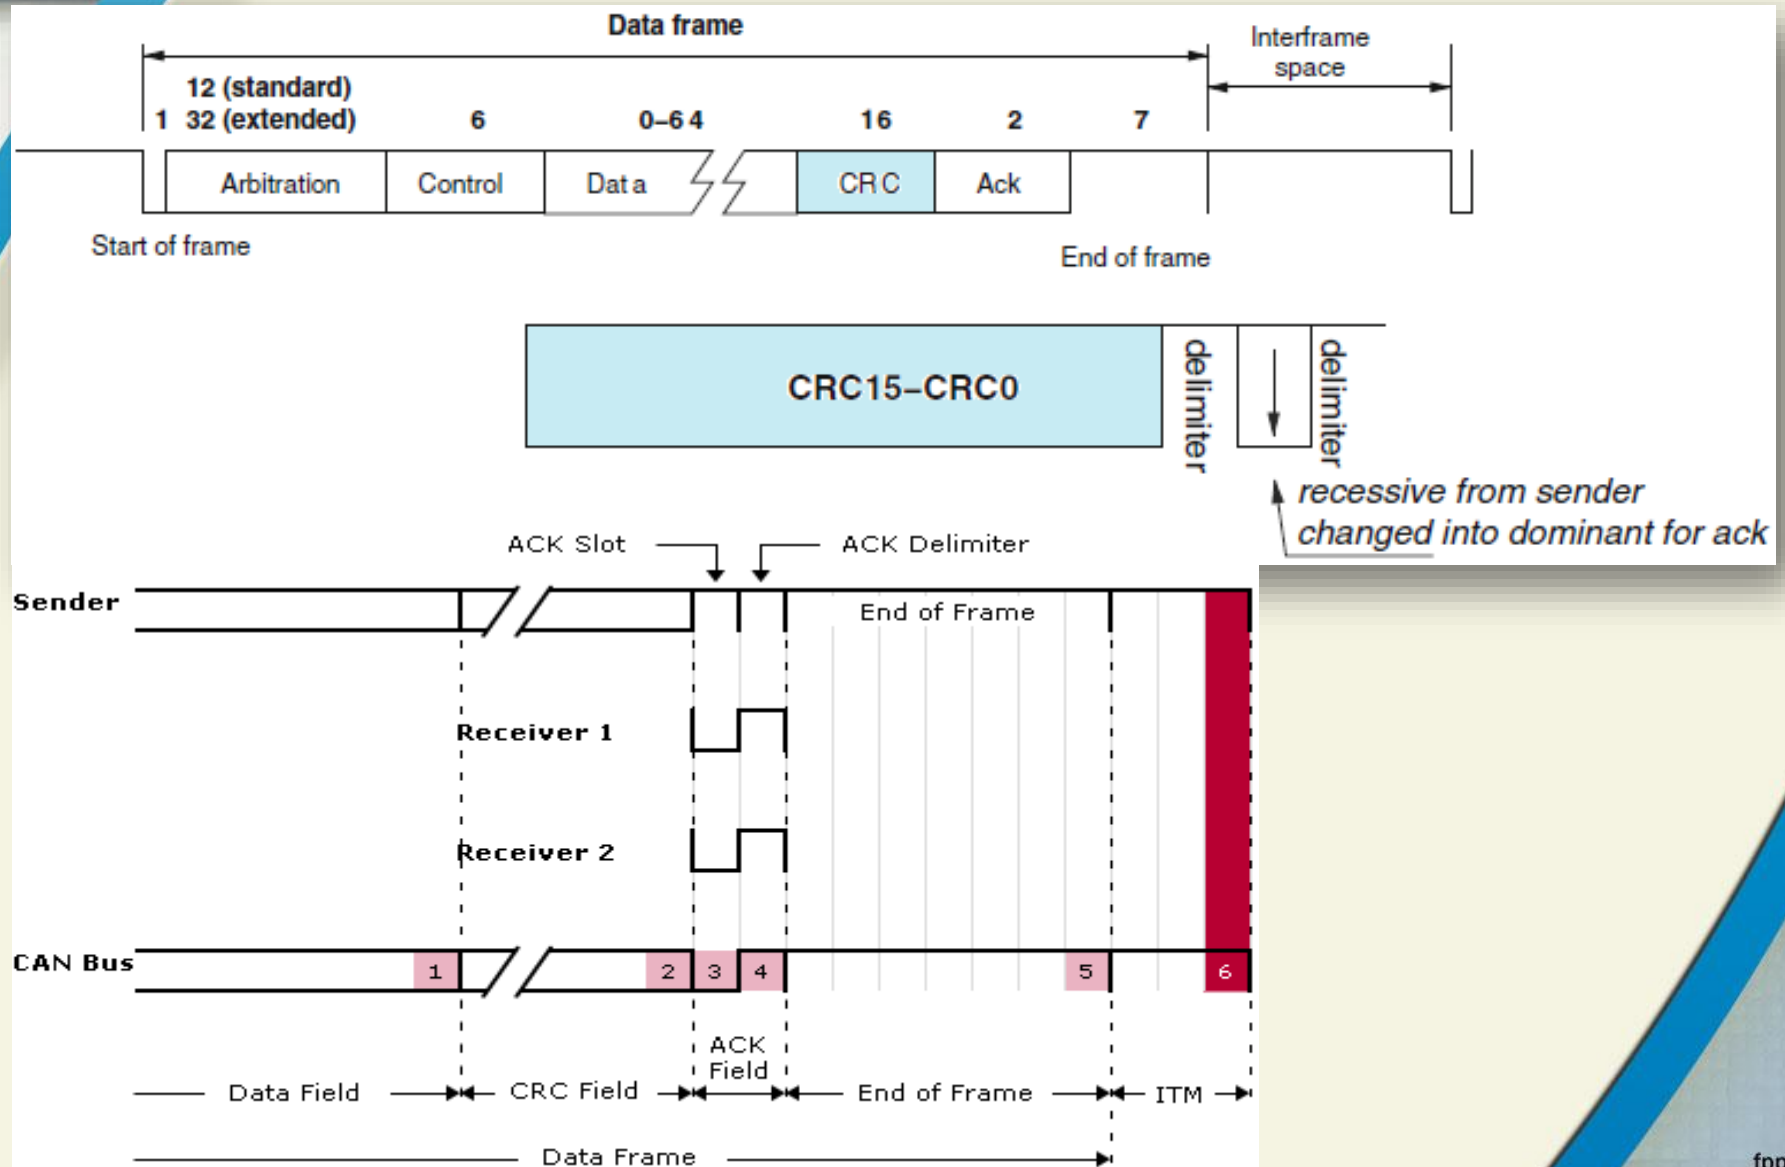 Data frame
Interframe
space
12 (standard)
1 32 (extended) 6 0–64 16 2 7
Arbitration Control Data CRC Ack
Start of frame
End of frame
CRC15–CRC0
delimiter
delimiter
recessive from sender
changed into dominant for ack
ACK Slot ACK Delimiter
Sender
End of Frame
Receiver 1
Receiver 2
CAN Bus
1 2 3 4 5 6
ACK
Field
Data Field CRC Field End of Frame ITM
Data Frame